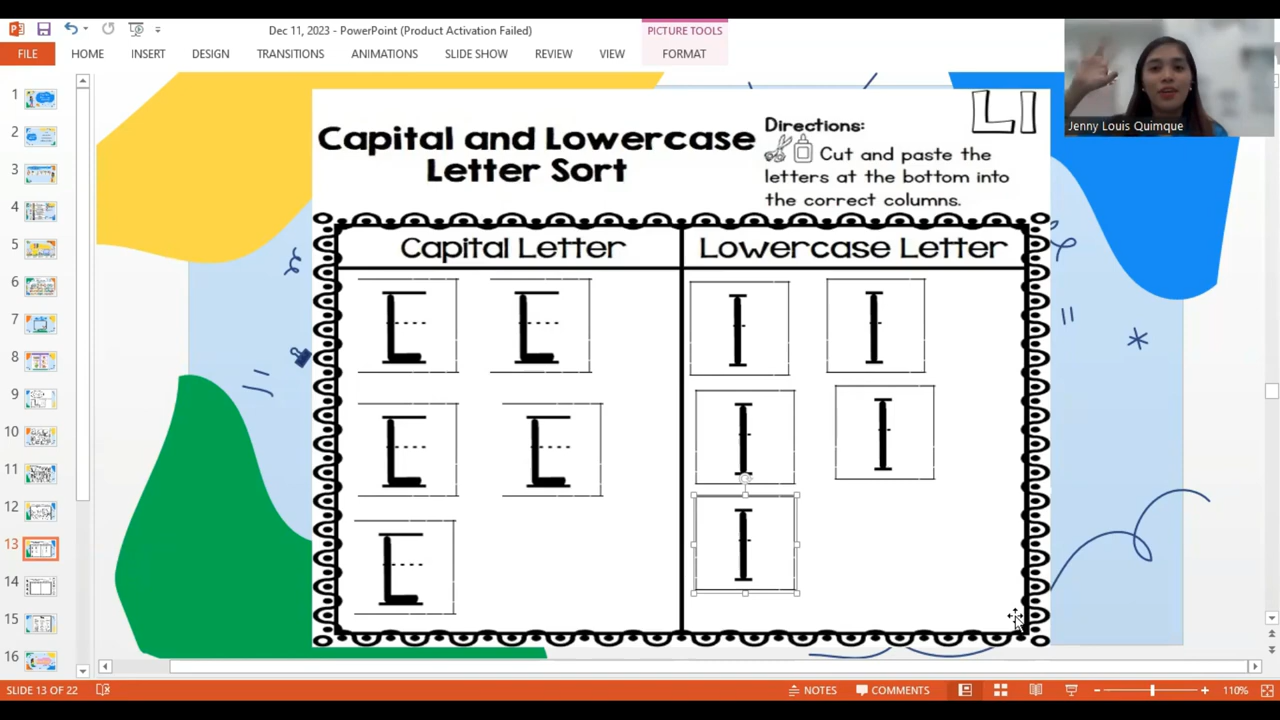 Dec 11, 2023 - PowerPoint (Product Activation Failed)
PICTURE TOOLS
FILE HOME INSERT DESIGN TRANSITIONS ANIMATIONS SLIDE SHOW REVIEW VIEW FORMAT
Jenny Louis Quimque
1
2
3
4
5
6
7
8
9
10
11
12
13
14
15
16
Capital and Lowercase
Letter Sort
Directions:
Cut and paste the
letters at the bottom into
the correct columns.
Ll
Capital Letter
Lowercase Letter
L L
l l
L L
l l
L
l
SLIDE 13 OF 22
NOTES
COMMENTS
110%